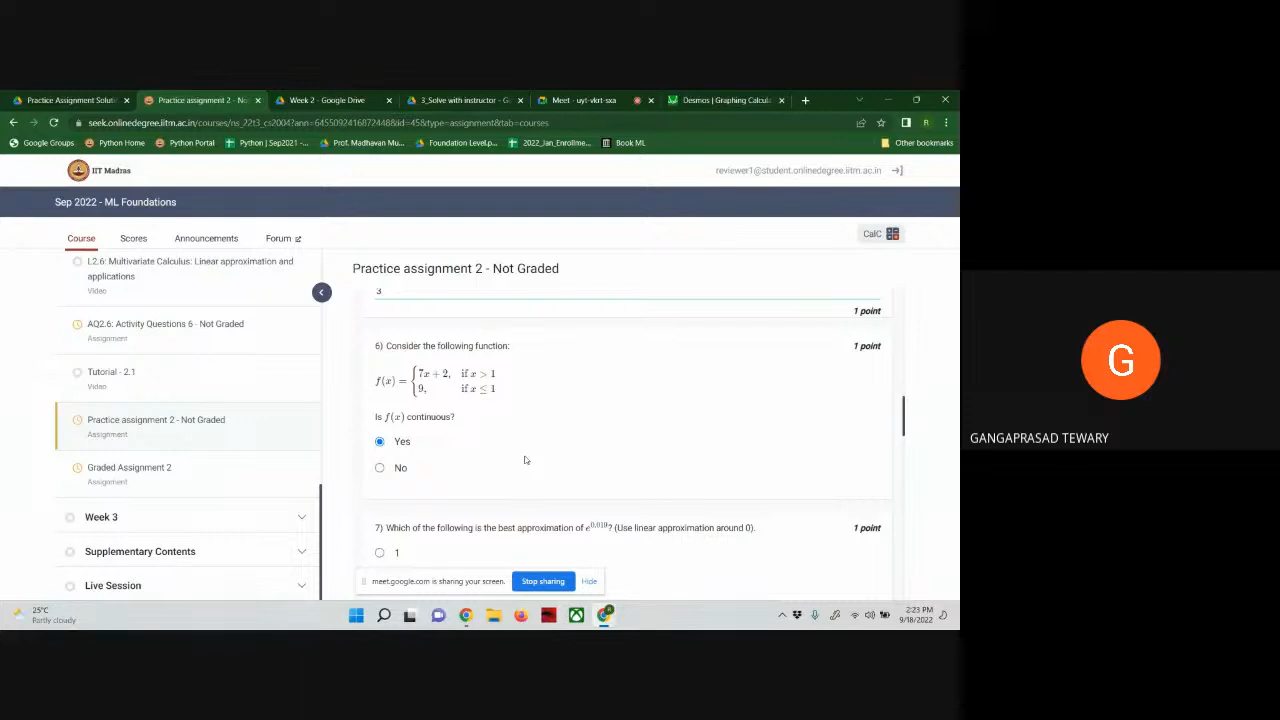 Practice Assignment Soluti
Practice assignment 2 - No
Week 2 - Google Drive
3_Solve with instructor - G
Meet - uyt-vkrt-sxa
Desmos | Graphing Calcul
seek.onlinedegree.iitm.ac.in/courses/ns_22t3_cs2004?ann=6455092416872448&id=45&type=assignment&tab=courses
Google Groups
Python Home
Python Portal
Python | Sep2021 -...
Prof. Madhavan Mu...
Foundation Level.p...
2022_Jan_Enrollme...
Book ML
Other bookmarks
IIT Madras
reviewer1@student.onlinedegree.iitm.ac.in
Sep 2022 - ML Foundations
Course
Scores
Announcements
Forum
CalC
L2.6: Multivariate Calculus: Linear approximation and
applications
Video
AQ2.6: Activity Questions 6 - Not Graded
Assignment
Tutorial - 2.1
Video
Practice assignment 2 - Not Graded
Assignment
Graded Assignment 2
Assignment
Week 3
Supplementary Contents
Live Session
Practice assignment 2 - Not Graded
3
1 point
6) Consider the following function:
1 point
f(x) = { 7x + 2, if x > 1
9, if x ≤ 1
Is f(x) continuous?
Yes
No
7) Which of the following is the best approximation of e^0.019? (Use linear approximation around 0).
1 point
1
meet.google.com is sharing your screen.
Stop sharing
Hide
25°C
Partly cloudy
2:23 PM
9/18/2022
G
GANGAPRASAD TEWARY